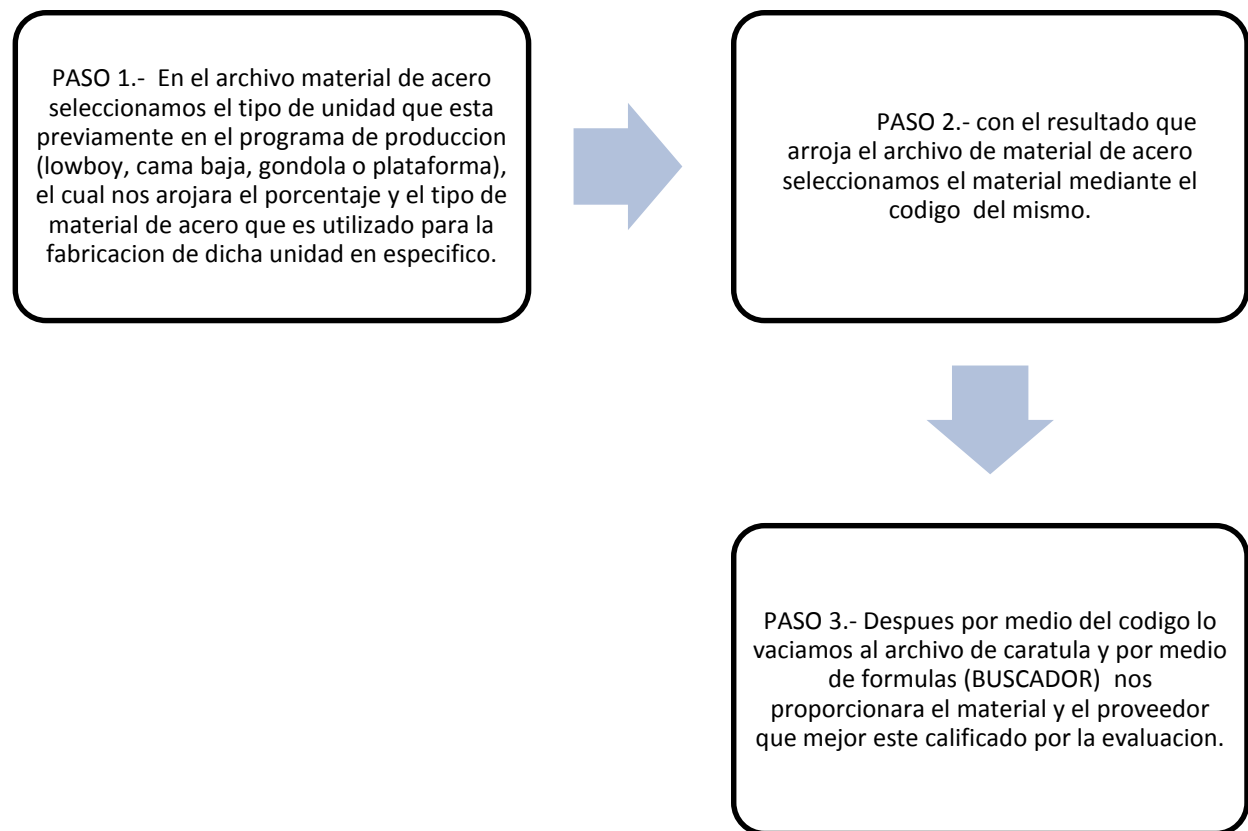 PASO 1.- En el archivo material de acero
seleccionamos el tipo de unidad que esta
previamente en el programa de produccion
(lowboy, cama baja, gondola o plataforma),
el cual nos arojara el porcentaje y el tipo de
material de acero que es utilizado para la
fabricacion de dicha unidad en especifico.
PASO 2.- con el resultado que
arroja el archivo de material de acero
seleccionamos el material mediante el
codigo del mismo.
PASO 3.- Despues por medio del codigo lo
vaciamos al archivo de caratula y por medio
de formulas (BUSCADOR) nos
proporcionara el material y el proveedor
que mejor este calificado por la evaluacion.